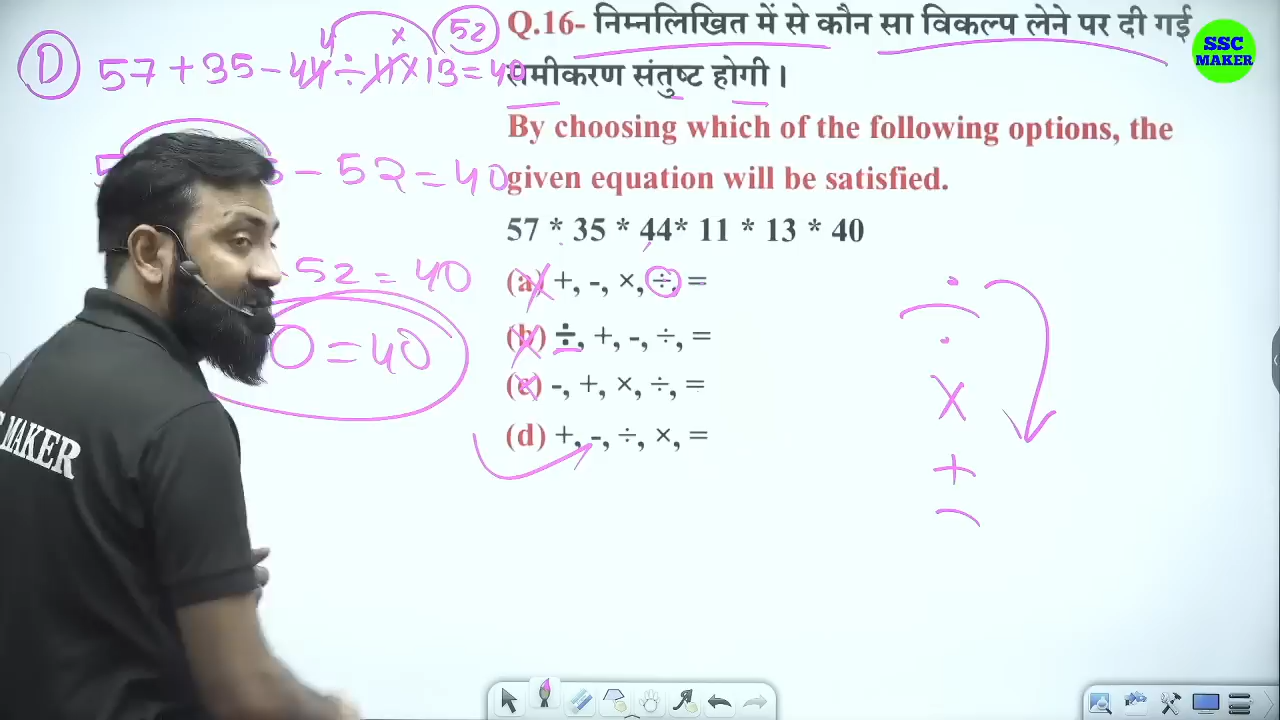 Q.16- निम्नलिखित में से कौन सा विकल्प लेने पर दी गई
समीकरण संतुष्ट होगी ।
By choosing which of the following options, the
given equation will be satisfied.
57 * 35 * 44* 11 * 13 * 40
(a) +, -, ×, ÷, =
(b) ÷, +, -, ÷, =
(c) -, +, ×, ÷, =
(d) +, -, ÷, ×, =
SSC
MAKER
D 57 + 35 - 44 ÷ 11 × 13 = 40
4 × 52
- 52 = 40
52 = 40
0 = 40
÷
×
+
-
MAKER